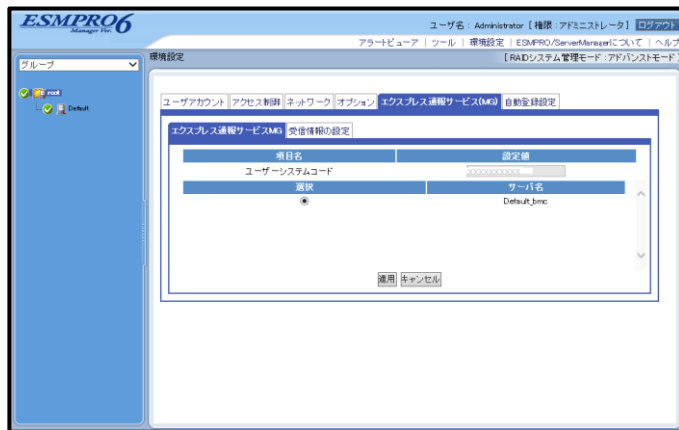 ESMPRO6
Manager Ver.
ユーザ名 : Administrator [ 権限 : アドミニストレータ ] ログアウト
アラートビューア | ツール | 環境設定 | ESMPRO/ServerManagerについて | ヘルプ
グループ
環境設定
[ RAIDシステム管理モード : アドバンストモード ]
root
Default
ユーザアカウント アクセス制御 ネットワーク オプション エクスプレス通報サービス(MG) 自動登録設定
エクスプレス通報サービスMG 受信情報の設定
項目名 設定値
ユーザーシステムコード
選択 サーバ名
Default_bmc
適用 キャンセル